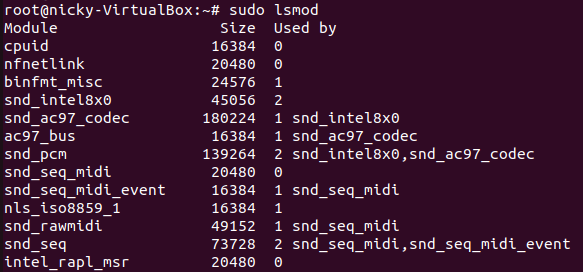 root@nicky-VirtualBox:~# sudo lsmod
Module                  Size  Used by
cpuid                  16384  0
nfnetlink              20480  0
binfmt_misc            24576  1
snd_intel8x0           45056  2
snd_ac97_codec        180224  1 snd_intel8x0
ac97_bus               16384  1 snd_ac97_codec
snd_pcm               139264  2 snd_intel8x0,snd_ac97_codec
snd_seq_midi           20480  0
snd_seq_midi_event     16384  1 snd_seq_midi
nls_iso8859_1          16384  1
snd_rawmidi            49152  1 snd_seq_midi
snd_seq                73728  2 snd_seq_midi,snd_seq_midi_event
intel_rapl_msr         20480  0